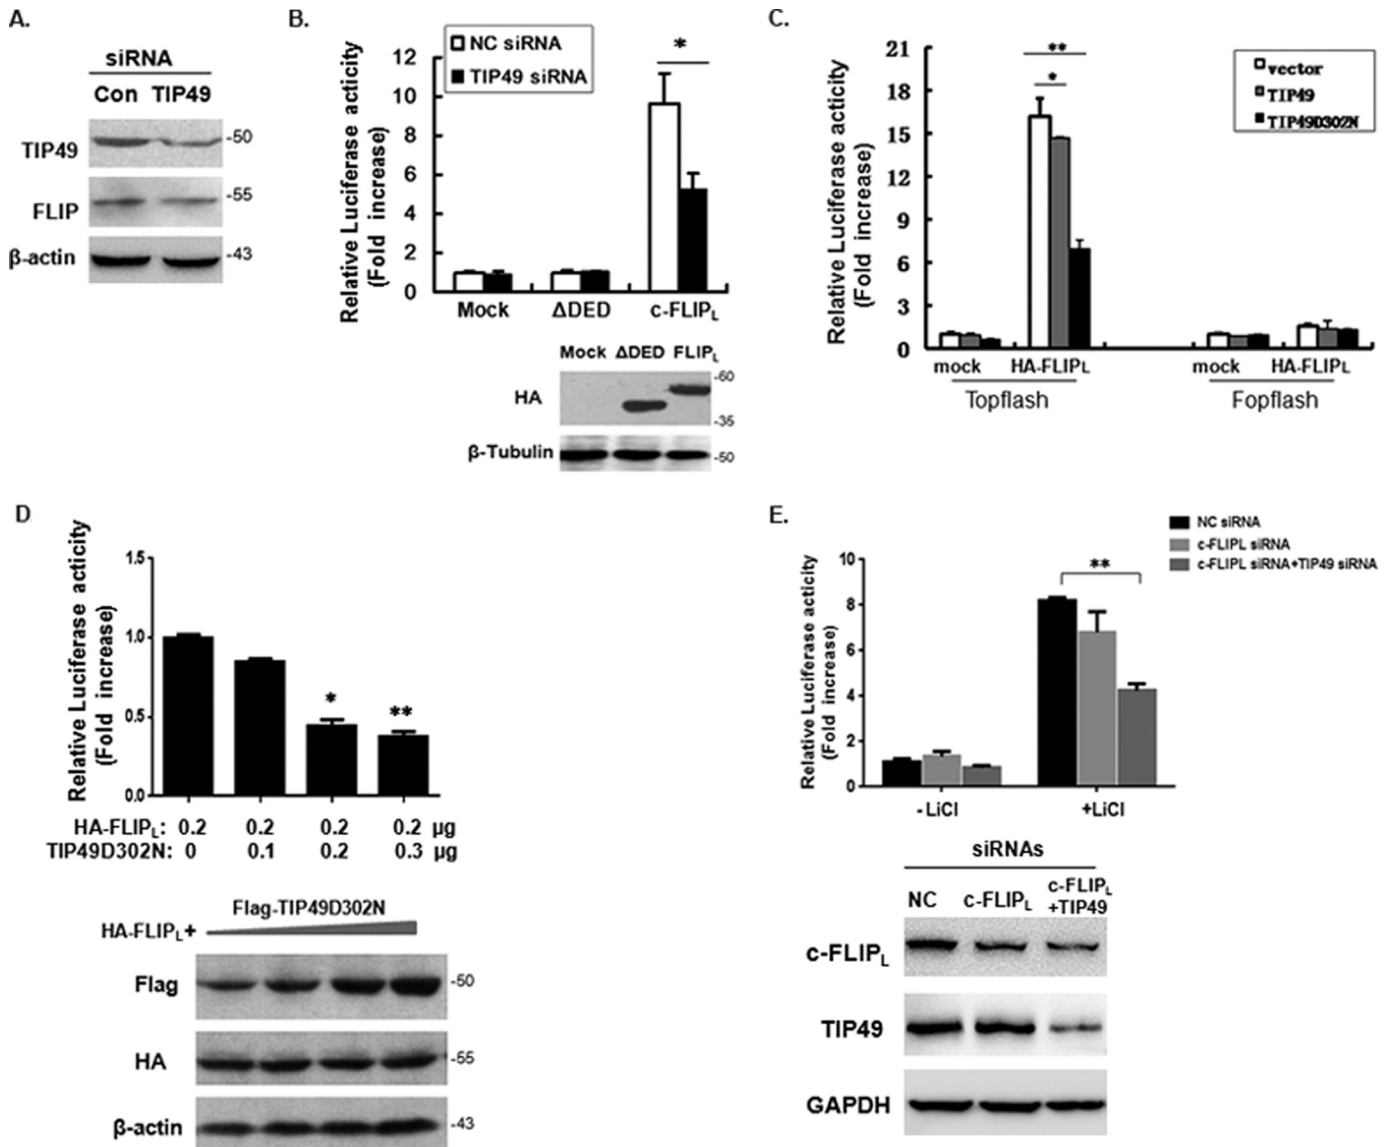 A.
siRNA
Con TIP49
TIP49
-50
FLIP
-55
β-actin
-43
B.
NC siRNA
TIP49 siRNA
Relative Luciferase acticity
(Fold increase)
12
10
8
6
4
2
0
*
Mock ΔDED c-FLIPL
Mock ΔDED FLIPL
HA
-60
-35
β-Tubulin
-50
C.
vector
TIP49
TIP49D302N
Relative Luciferase acticity
(Fold increase)
21
18
15
12
9
6
3
0
**
*
mock HA-FLIPL mock HA-FLIPL
Topflash Fopflash
D
Relative Luciferase acticity
(Fold increase)
1.5
1.0
0.5
0.0
*
**
HA-FLIPL: 0.2 0.2 0.2 0.2 µg
TIP49D302N: 0 0.1 0.2 0.3 µg
Flag-TIP49D302N
HA-FLIPL+
Flag
-50
HA
-55
β-actin
-43
E.
NC siRNA
c-FLIPL siRNA
c-FLIPL siRNA+TIP49 siRNA
Relative Luciferase activity
(Fold increase)
10
8
6
4
2
0
**
- LiCl +LiCl
siRNAs
NC c-FLIPL c-FLIPL
+TIP49
c-FLIPL
TIP49
GAPDH